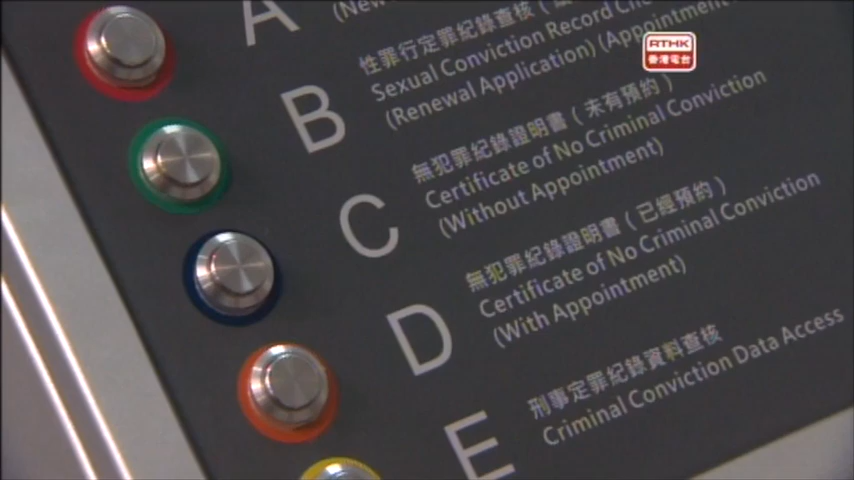 A
(New
B
性罪行定罪紀錄查核
Sexual Conviction Record
(Renewal Application) (Appointment
C
無犯罪紀錄證明書（未有預約）
Certificate of No Criminal Conviction
(Without Appointment)
D
無犯罪紀錄證明書（已經預約）
Certificate of No Criminal Conviction
(With Appointment)
E
刑事定罪紀錄資料查核
Criminal Conviction Data Access
RTHK
香港電台